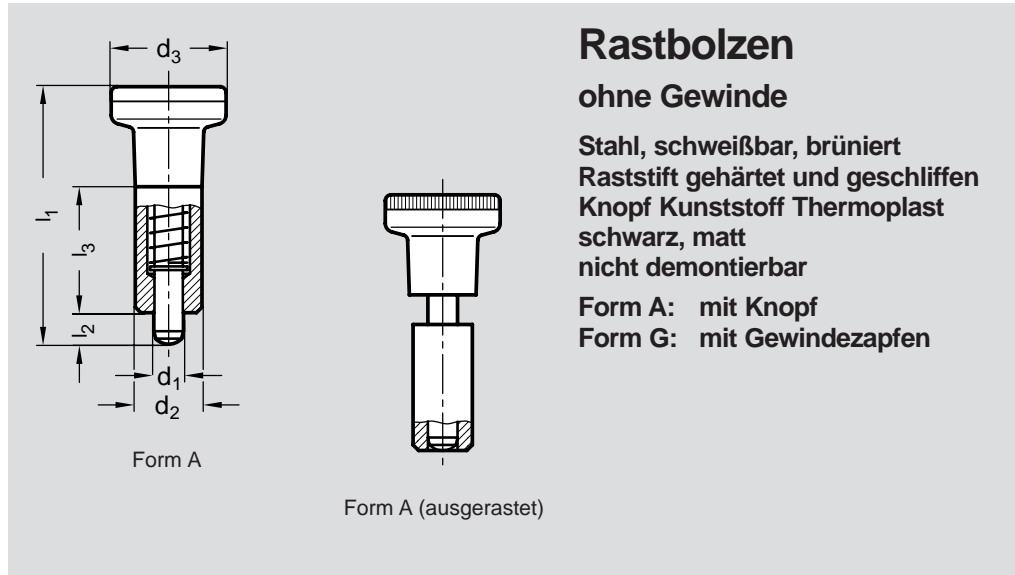 d3
l1
l3
l2
d1
d2
Form A
Form A (ausgerastet)
Rastbolzen
ohne Gewinde
Stahl, schweißbar, brüniert
Raststift gehärtet und geschliffen
Knopf Kunststoff Thermoplast
schwarz, matt
nicht demontierbar
Form A: mit Knopf
Form G: mit Gewindezapfen